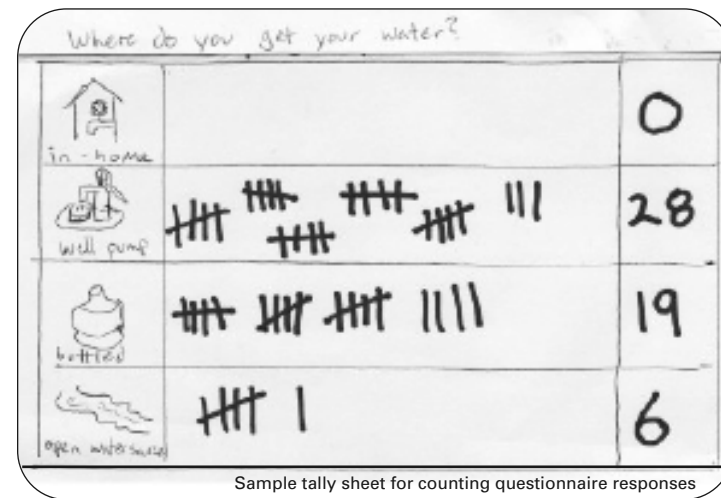 Where do you get your water?
in-home
0
well pump
28
bottled
19
open water source
6
Sample tally sheet for counting questionnaire responses